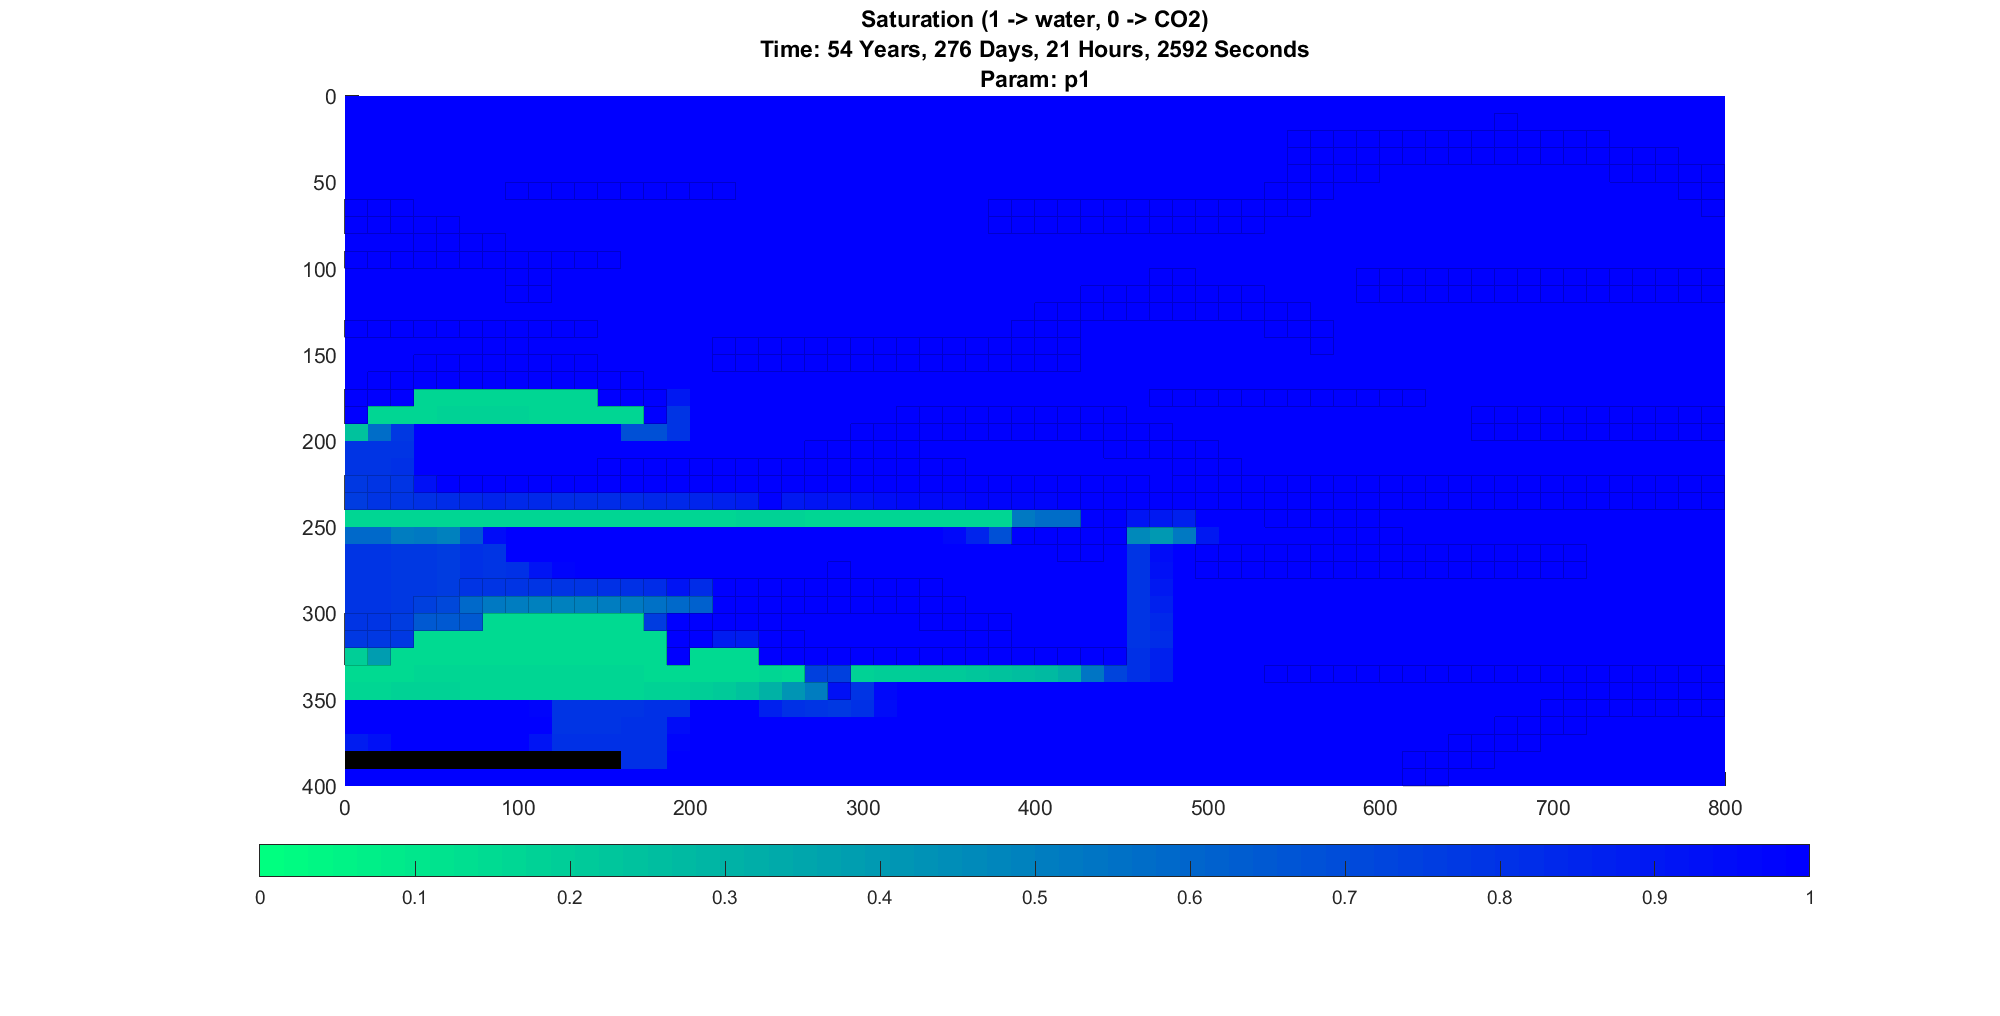 Saturation (1 -> water, 0 -> CO2)
Time: 54 Years, 276 Days, 21 Hours, 2592 Seconds
Param: p1
0
50
100
150
200
250
300
350
400
0 100 200 300 400 500 600 700 800
0 0.1 0.2 0.3 0.4 0.5 0.6 0.7 0.8 0.9 1